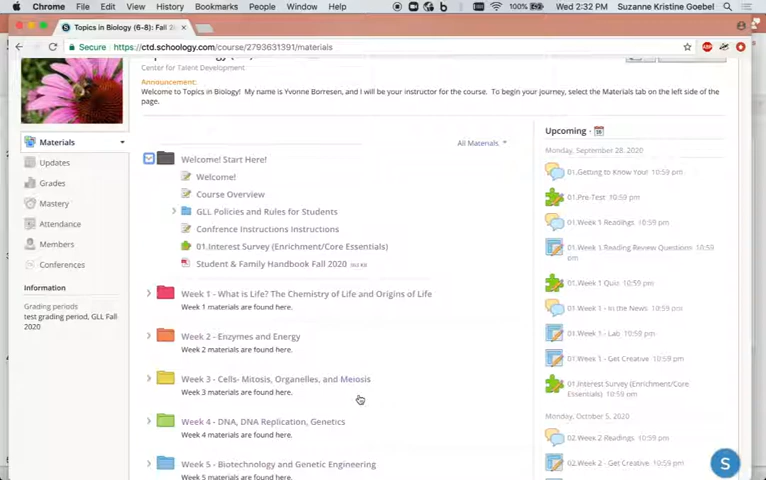 Chrome File Edit View History Bookmarks People Window Help 100% Wed 2:32 PM Suzanne Kristine Goebel
Topics in Biology (6-8): Fall 2 ×
Secure https://ctd.schoology.com/course/2793631391/materials
Center for Talent Development
Announcement:
Welcome to Topics in Biology! My name is Yvonne Borresen, and I will be your instructor for the course. To begin your journey, select the Materials tab on the left side of the
page.
Materials
Updates
Grades
Mastery
Attendance
Members
Conferences
Information
Grading periods
test grading period, GLL Fall
2020
All Materials
Welcome! Start Here!
Welcome!
Course Overview
GLL Policies and Rules for Students
Confrence Instructions Instructions
01.Interest Survey (Enrichment/Core Essentials)
Student & Family Handbook Fall 2020
Week 1 - What is Life? The Chemistry of Life and Origins of Life
Week 1 materials are found here.
Week 2 - Enzymes and Energy
Week 2 materials are found here.
Week 3 - Cells- Mitosis, Organelles, and Meiosis
Week 3 materials are found here.
Week 4 - DNA, DNA Replication, Genetics
Week 4 materials are found here.
Week 5 - Biotechnology and Genetic Engineering
Week 5 materials are found here.
Upcoming
Monday, September 28, 2020
01.Getting to Know You! 10:59 pm
01.Pre-Test 10:59 pm
01.Week 1 Readings 10:59 pm
01.Week 1 Reading Review Questions 10:59
pm
01.Week 1 Quiz 10:59 pm
01.Week 1 - In the News 10:59 pm
01.Week 1 - Lab 10:59 pm
01.Week 1 - Get Creative 10:59 pm
01.Interest Survey (Enrichment/Core
Essentials) 10:59 pm
Monday, October 5, 2020
02.Week 2 Readings 10:59 pm
02.Week 2 - Get Creative 10:59 pm
S